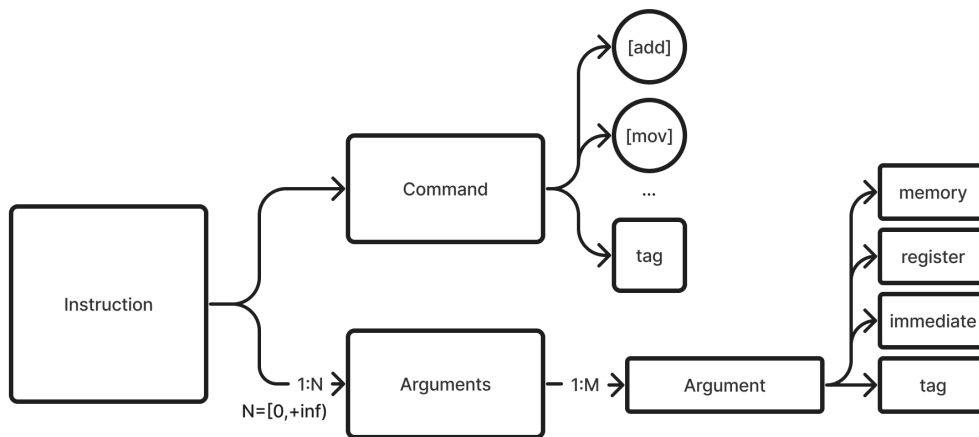 [add]
[mov]
Command
...
memory
tag
register
Instruction
immediate
1:N
Arguments
1:M
Argument
tag
N=[0,+inf)